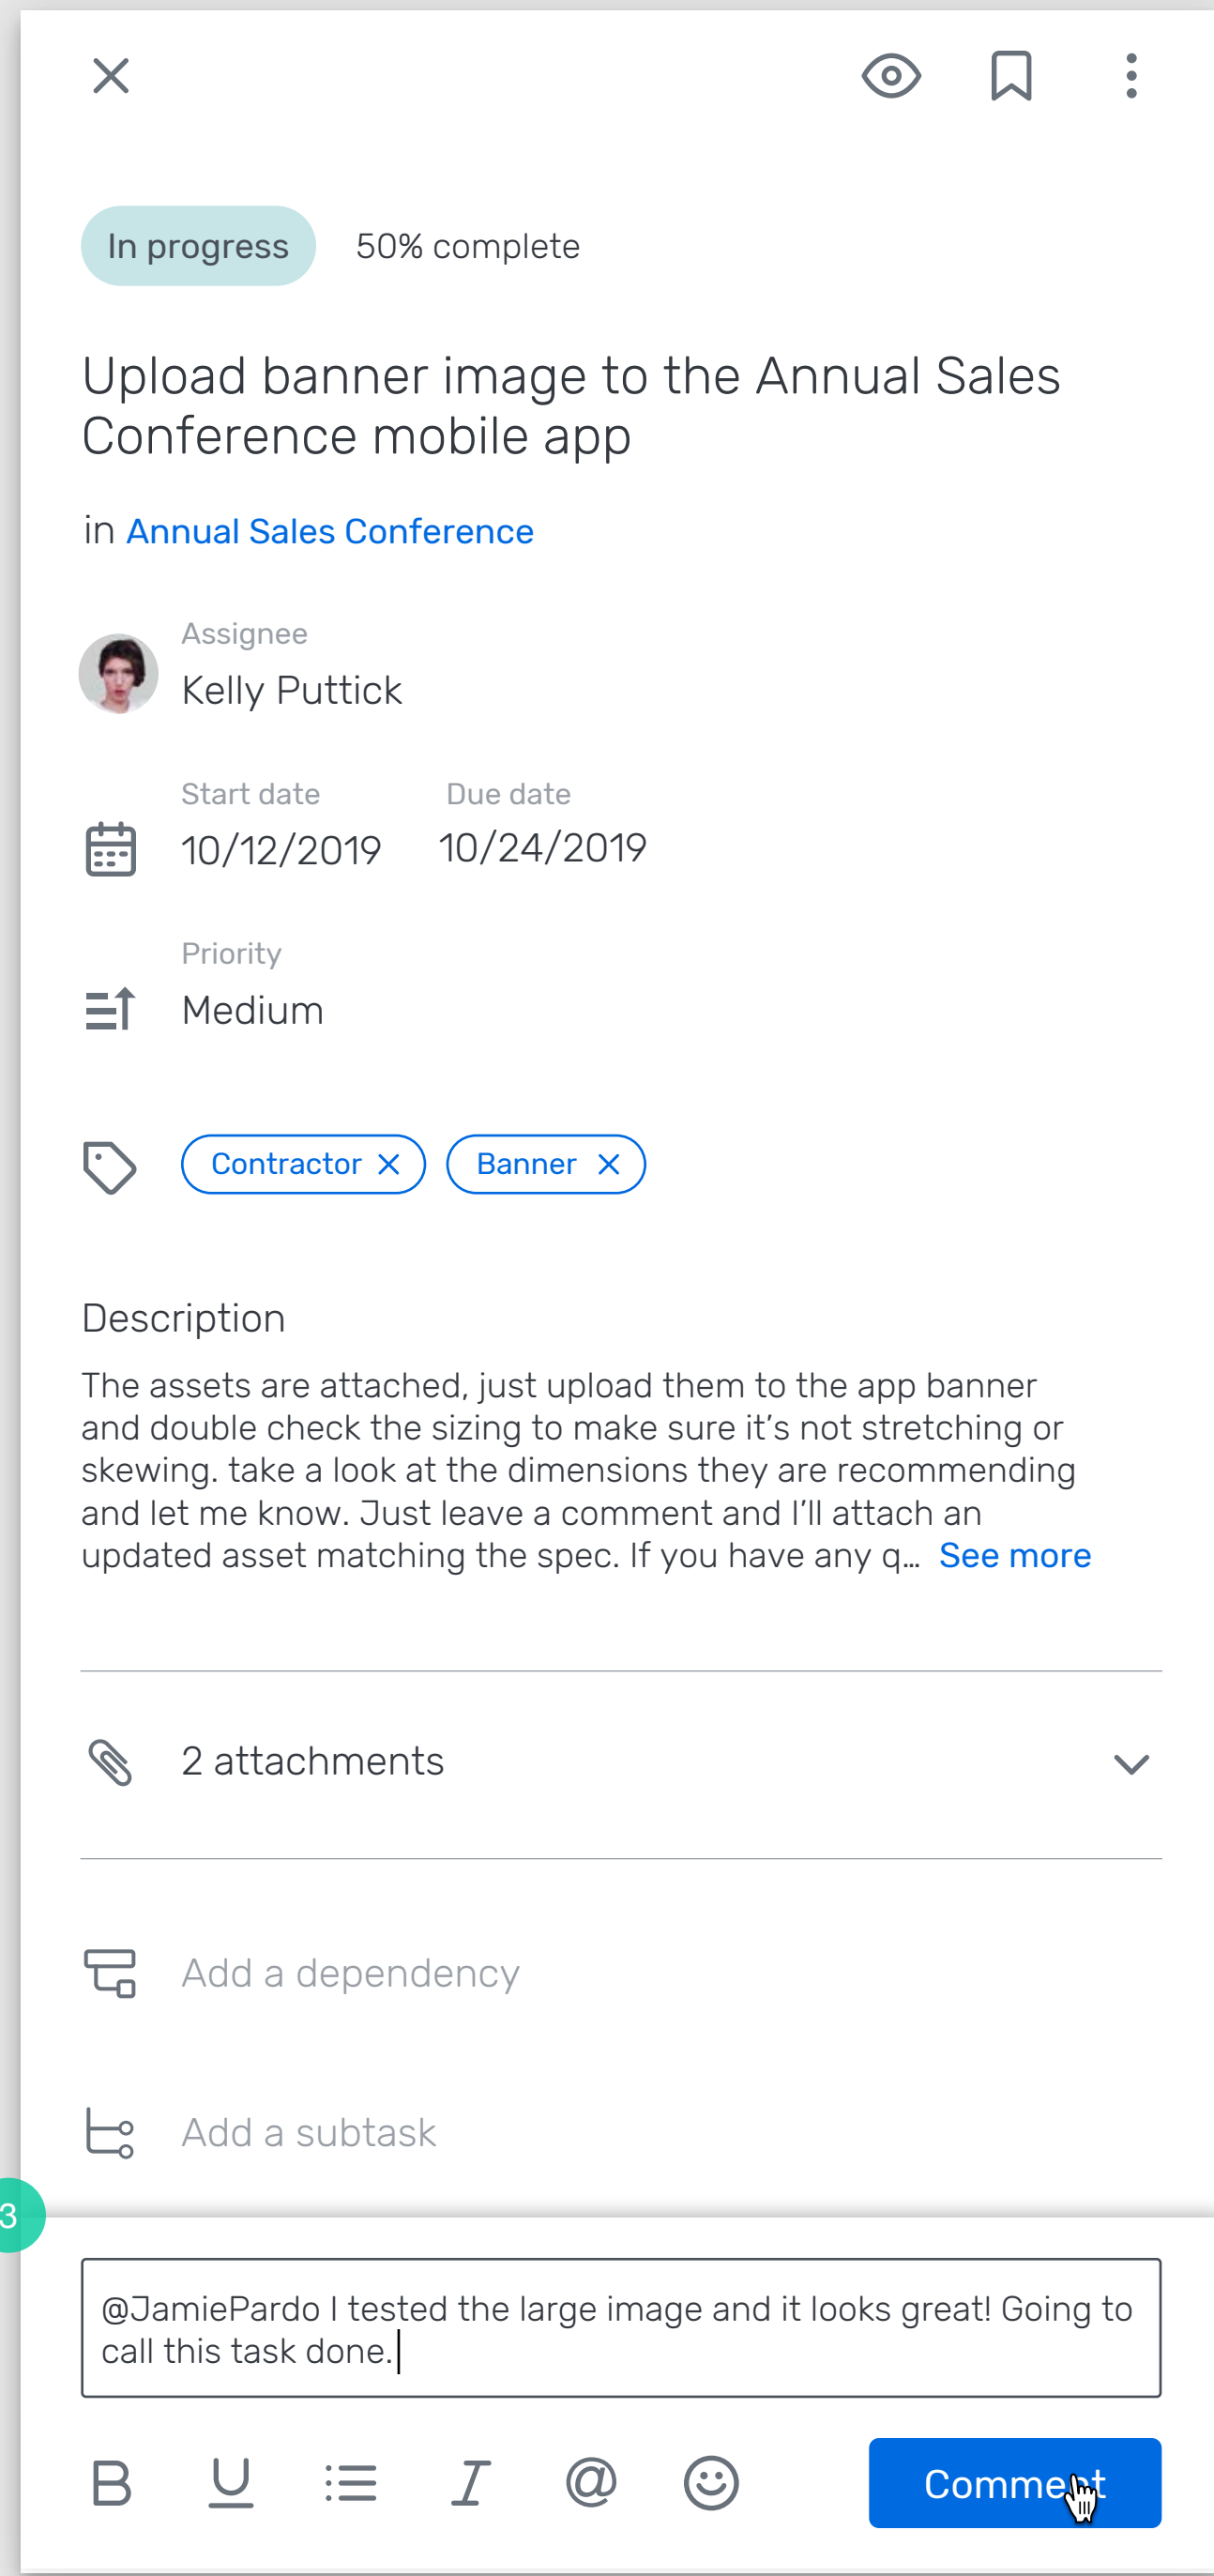 In progress 50% complete
Upload banner image to the Annual Sales
Conference mobile app
in Annual Sales Conference
Assignee
Kelly Puttick
Start date Due date
10/12/2019 10/24/2019
Priority
Medium
Contractor Banner
Description
The assets are attached, just upload them to the app banner
and double check the sizing to make sure it’s not stretching or
skewing. take a look at the dimensions they are recommending
and let me know. Just leave a comment and I’ll attach an
updated asset matching the spec. If you have any q... See more
2 attachments
Add a dependency
Add a subtask
3
@JamiePardo I tested the large image and it looks great! Going to
call this task done.
B U I @ Comment